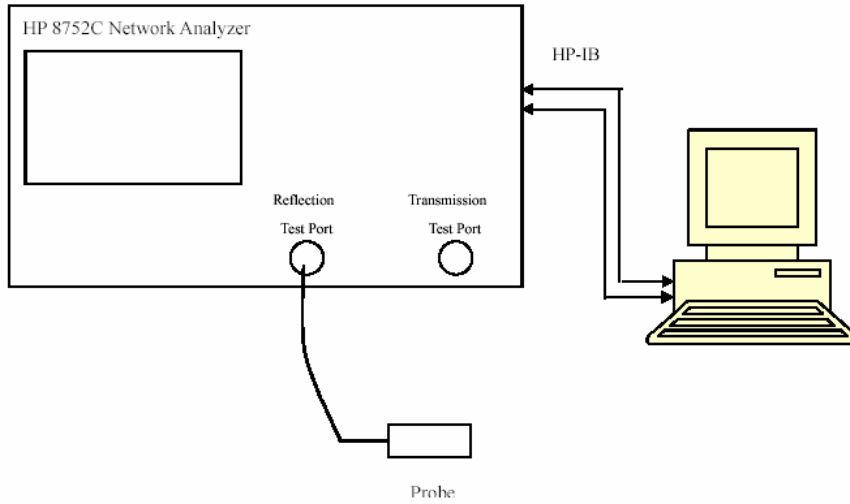 HP 8752C Network Analyzer
HP-IB
Reflection
Test Port
Transmission
Test Port
Probe